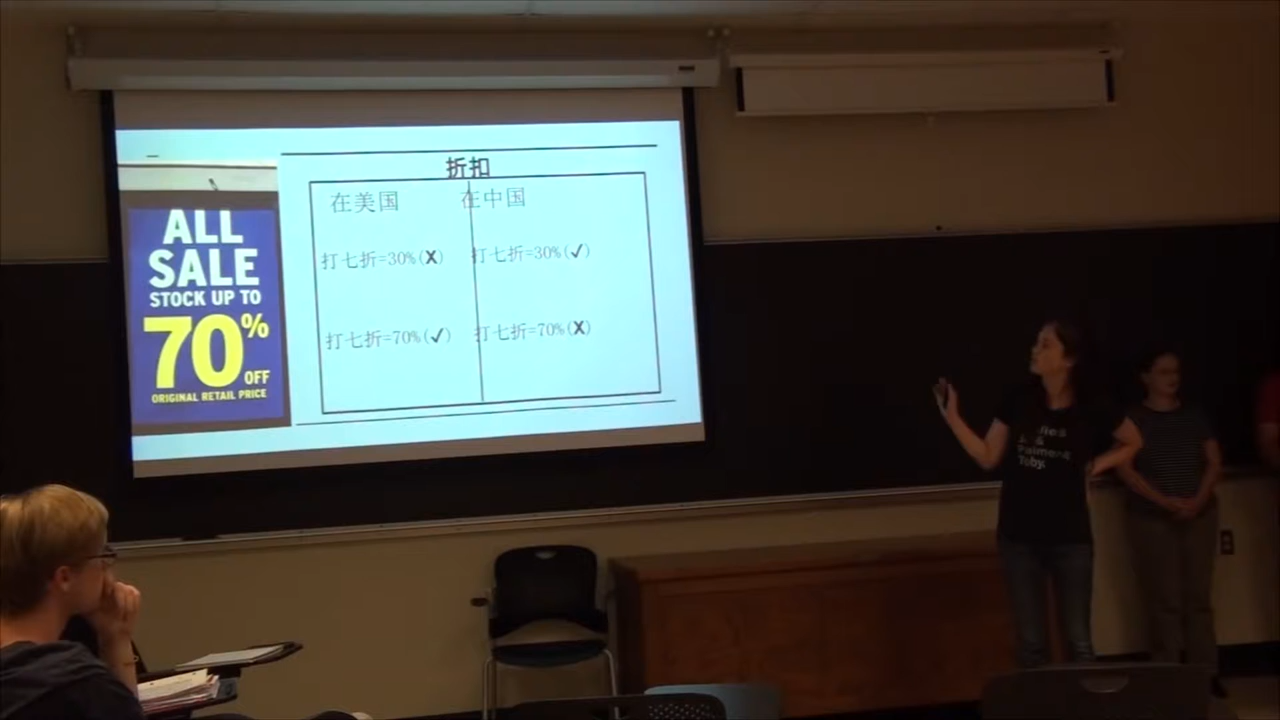 折扣
在美国 在中国
打七折=30%(X) 打七折=30%(✓)
打七折=70%(✓) 打七折=70%(X)
ALL
SALE
STOCK UP TO
70%
OFF
ORIGINAL RETAIL PRICE
&
Toby.